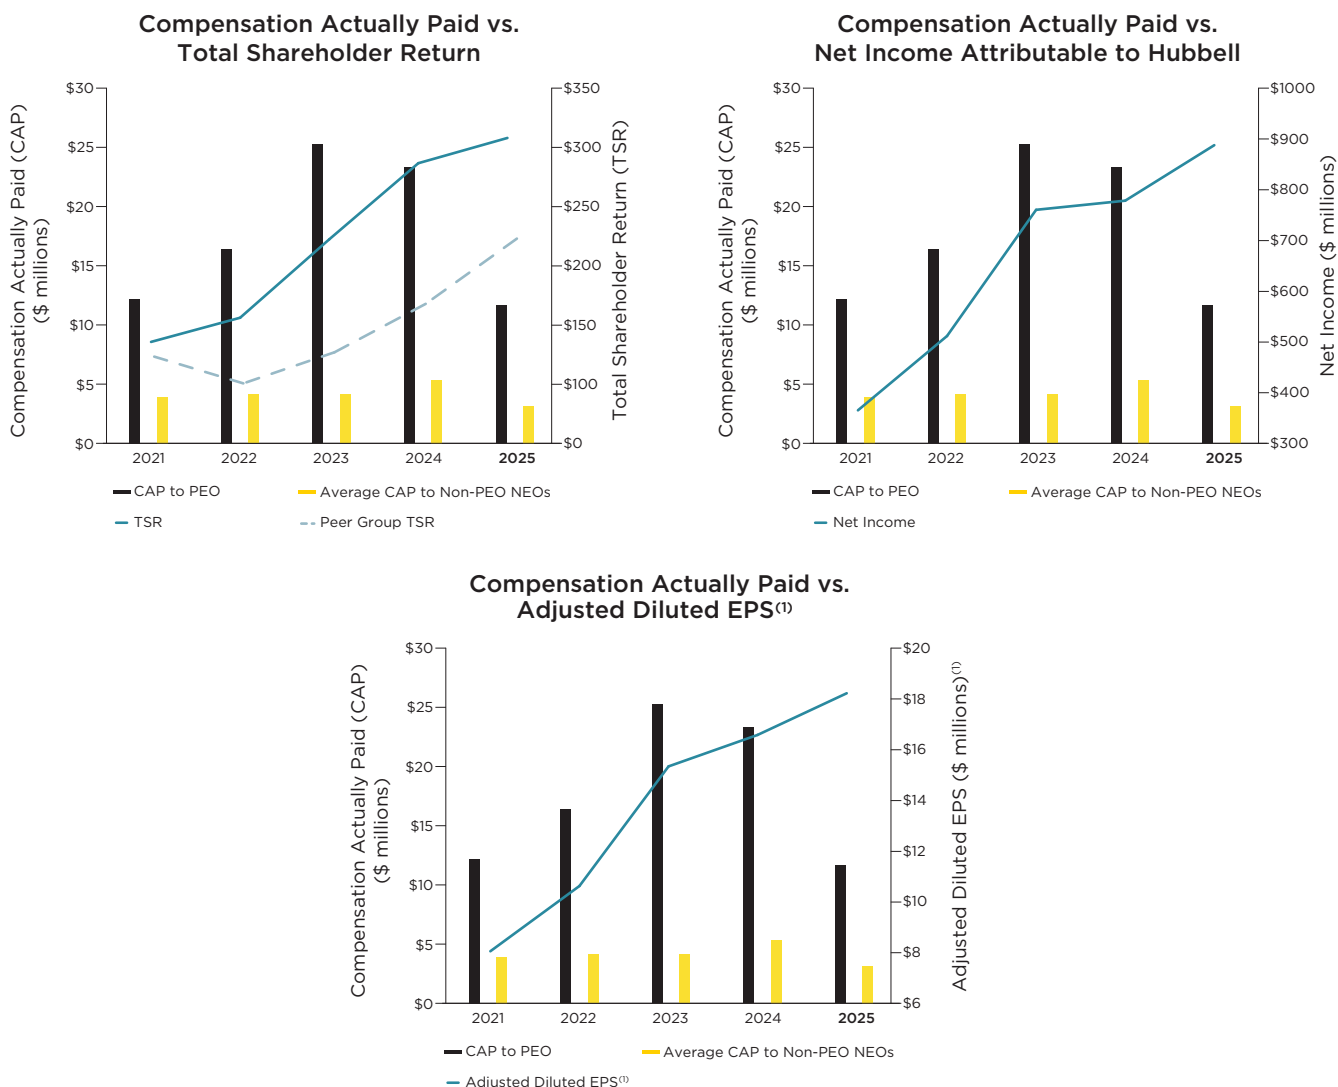 Compensation Actually Paid vs.
Total Shareholder Return
Compensation Actually Paid (CAP)
($ millions)
$30
$25
$20
$15
$10
$5
$0
$350
$300
$250
$200
$150
$100
$0
Total Shareholder Return (TSR)
2021 2022 2023 2024 2025
CAP to PEO Average CAP to Non-PEO NEOs
TSR Peer Group TSR
Compensation Actually Paid vs.
Net Income Attributable to Hubbell
Compensation Actually Paid (CAP)
($ millions)
$30
$25
$20
$15
$10
$5
$0
$1000
$900
$800
$700
$600
$500
$400
$300
Net Income ($ millions)
2021 2022 2023 2024 2025
CAP to PEO Average CAP to Non-PEO NEOs
Net Income
Compensation Actually Paid vs.
Adjusted Diluted EPS(1)
Compensation Actually Paid (CAP)
($ millions)
$30
$25
$20
$15
$10
$5
$0
$20
$18
$16
$14
$12
$10
$8
$6
Adjusted Diluted EPS ($ millions)(1)
2021 2022 2023 2024 2025
CAP to PEO Average CAP to Non-PEO NEOs
Adjusted Diluted EPS(1)